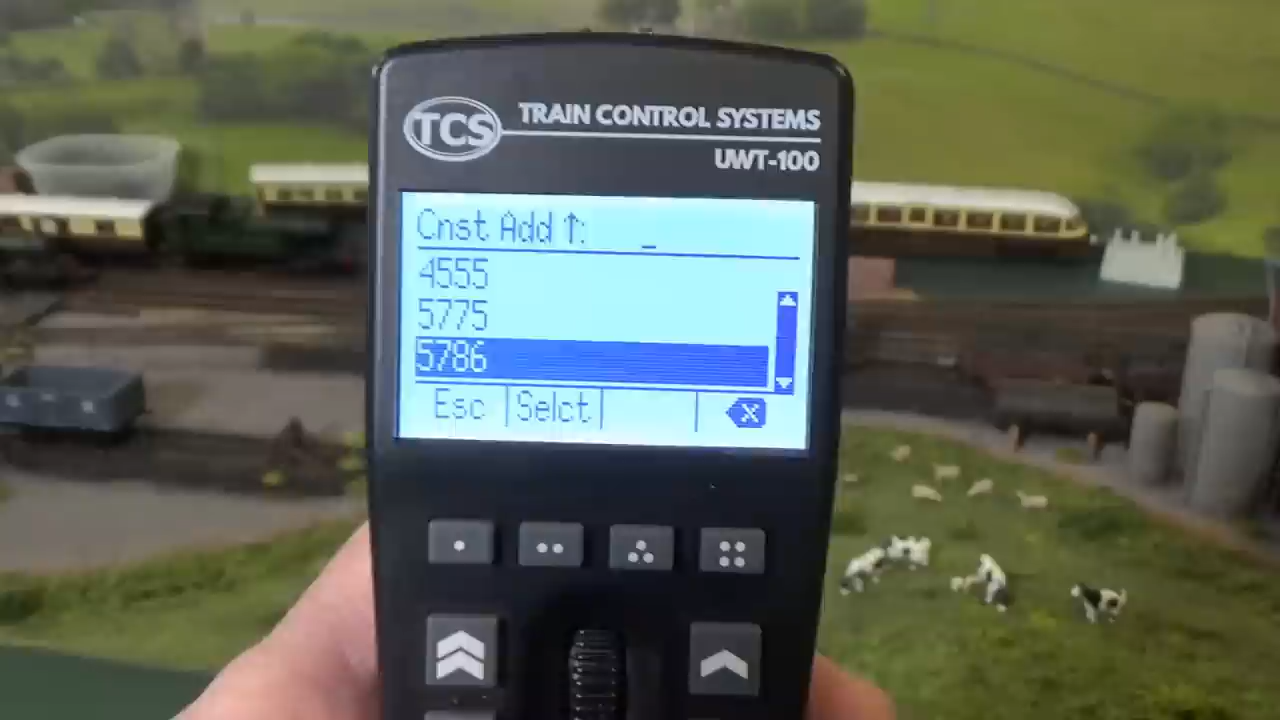 TCS TRAIN CONTROL SYSTEMS
UWT-100
Cnst Add ↑: _
4555
5775
5786
Esc Selct